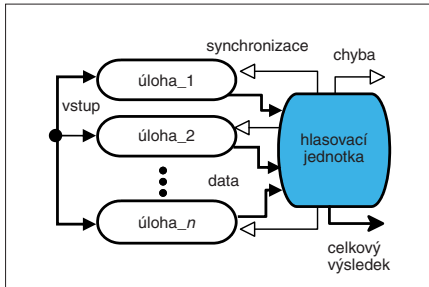 synchronizace
chyba
úloha_1
vstup
úloha_2
hlasovací
jednotka
data
úloha_n
celkový
výsledek